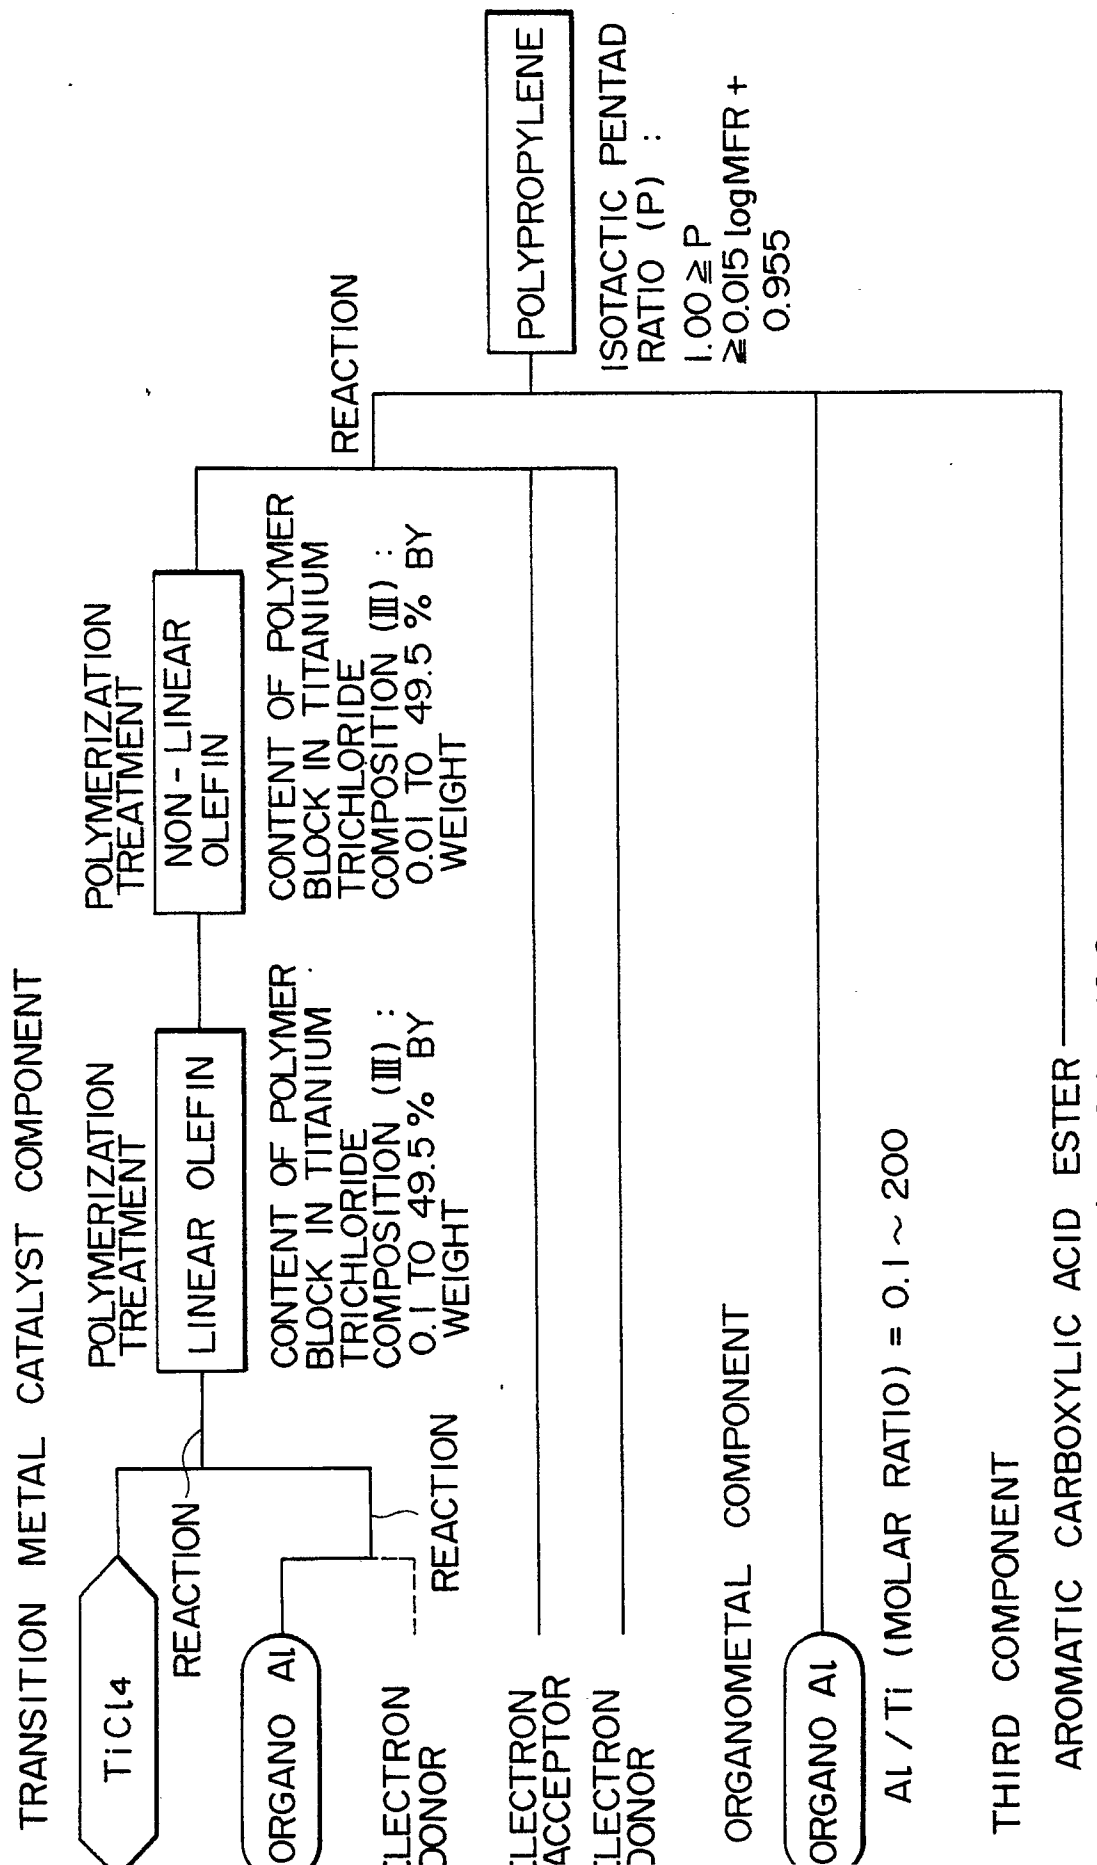 TRANSITION METAL CATALYST COMPONENT
TiCl4
REACTION
ORGANO Al
REACTION
DONOR
POLYMERIZATION
TREATMENT
LINEAR OLEFIN
CONTENT OF POLYMER
BLOCK IN TITANIUM
TRICHLORIDE
COMPOSITION (III) :
0.1 TO 49.5 % BY
WEIGHT
POLYMERIZATION
TREATMENT
NON-LINEAR
OLEFIN
CONTENT OF POLYMER
BLOCK IN TITANIUM
TRICHLORIDE
COMPOSITION (III) :
0.01 TO 49.5 % BY
WEIGHT
LECTRON
ACCEPTOR
LECTRON
DONOR
REACTION
POLYPROPYLENE
ISOTACTIC PENTAD
RATIO (P) :
1.00 ≧ P
≧0.015 logMFR +
0.955
ORGANOMETAL COMPONENT
ORGANO Al
Al / Ti (MOLAR RATIO) = 0.1 ~ 200
THIRD COMPONENT
AROMATIC CARBOXYLIC ACID ESTER